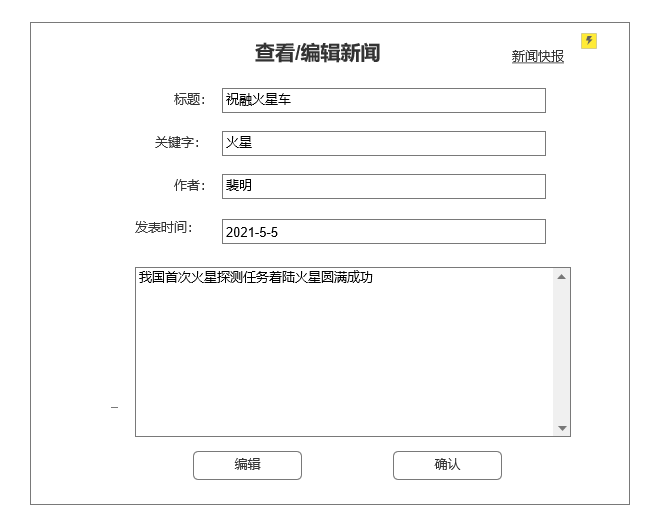 查看/编辑新闻
新闻快报
标题：
祝融火星车
关键字：
火星
作者：
裴明
发表时间：
2021-5-5
我国首次火星探测任务着陆火星圆满成功
编辑
确认